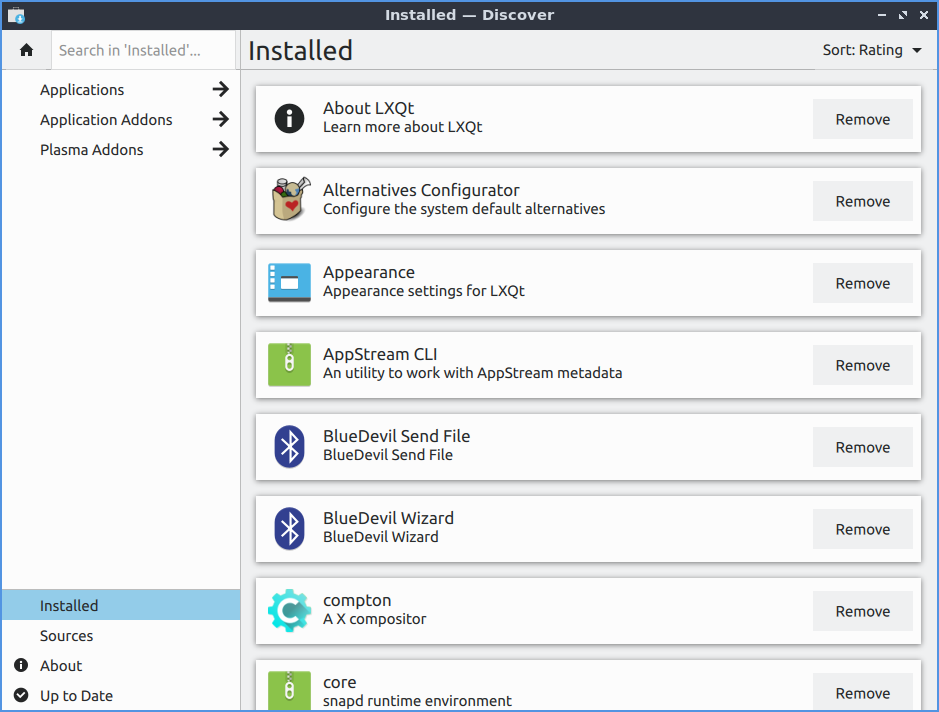 Installed — Discover
Search in 'Installed'...
Installed
Sort: Rating
Applications
Application Addons
Plasma Addons
Installed
Sources
About
Up to Date
About LXQt
Learn more about LXQt
Remove
Alternatives Configurator
Configure the system default alternatives
Remove
Appearance
Appearance settings for LXQt
Remove
AppStream CLI
An utility to work with AppStream metadata
Remove
BlueDevil Send File
BlueDevil Send File
Remove
BlueDevil Wizard
BlueDevil Wizard
Remove
compton
A X compositor
Remove
core
snapd runtime environment
Remove